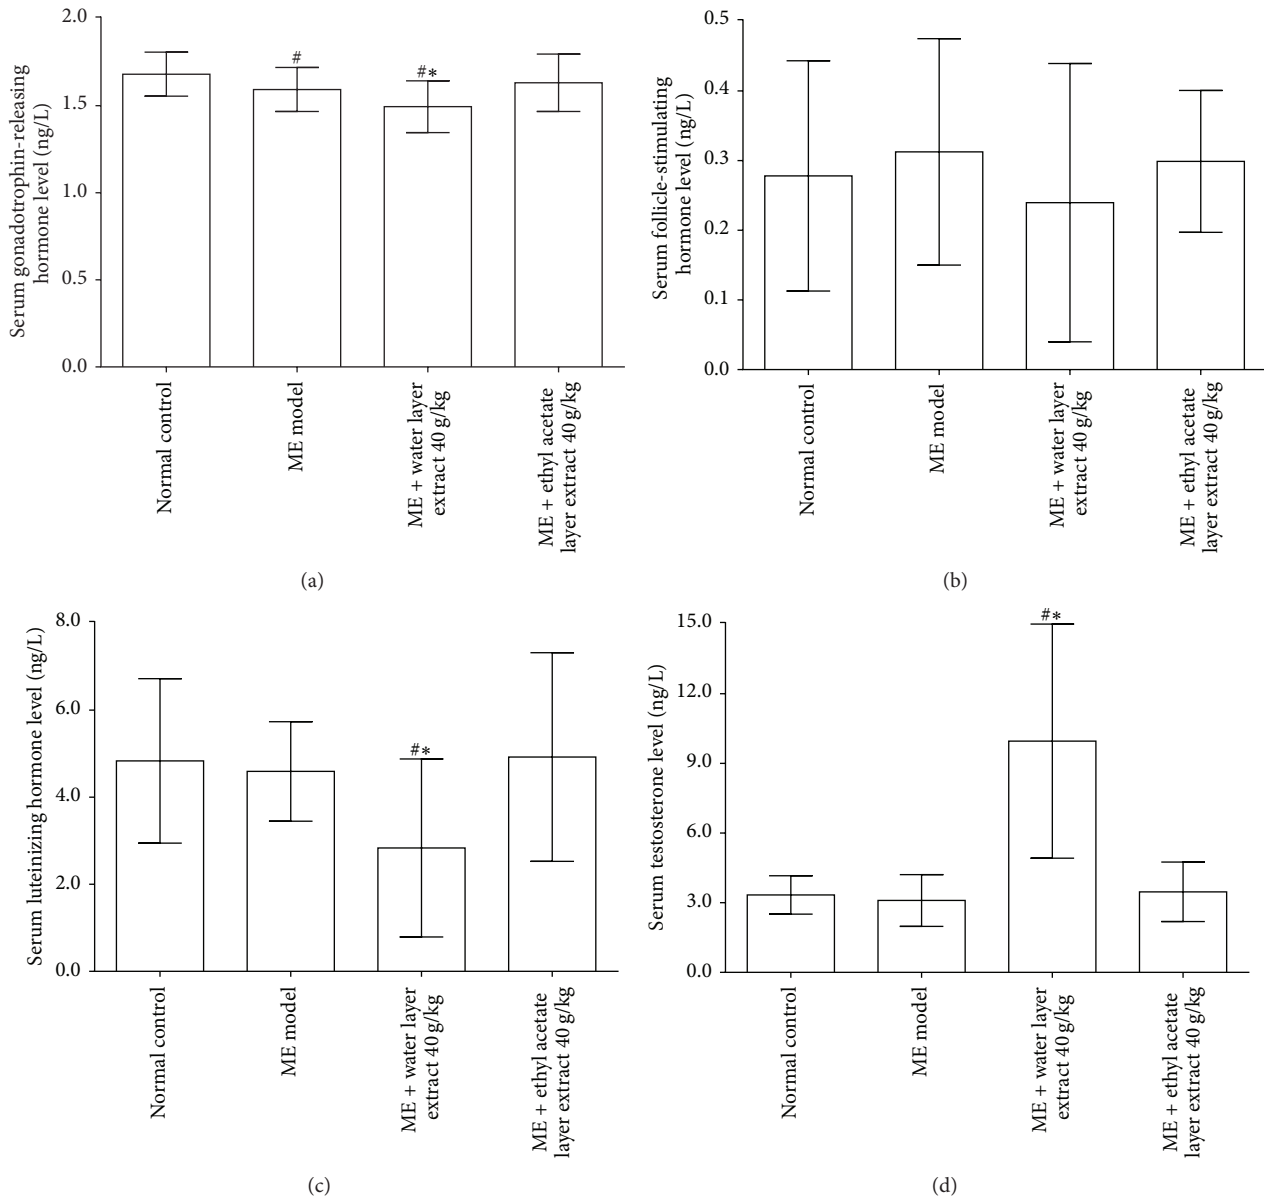 Serum gonadotrophin-releasing
hormone level (ng/L)
2.0
1.5
1.0
0.5
0.0
#
#*
Normal control
ME model
ME + water layer
extract 40 g/kg
ME + ethyl acetate
layer extract 40 g/kg
(a)
Serum follicle-stimulating
hormone level (ng/L)
0.5
0.4
0.3
0.2
0.1
0.0
Normal control
ME model
ME + water layer
extract 40 g/kg
ME + ethyl acetate
layer extract 40 g/kg
(b)
Serum luteinizing hormone level (ng/L)
8.0
6.0
4.0
2.0
0.0
#*
Normal control
ME model
ME + water layer
extract 40 g/kg
ME + ethyl acetate
layer extract 40 g/kg
(c)
Serum testosterone level (ng/L)
15.0
12.0
9.0
6.0
3.0
0.0
#*
Normal control
ME model
ME + water layer
extract 40 g/kg
ME + ethyl acetate
layer extract 40 g/kg
(d)